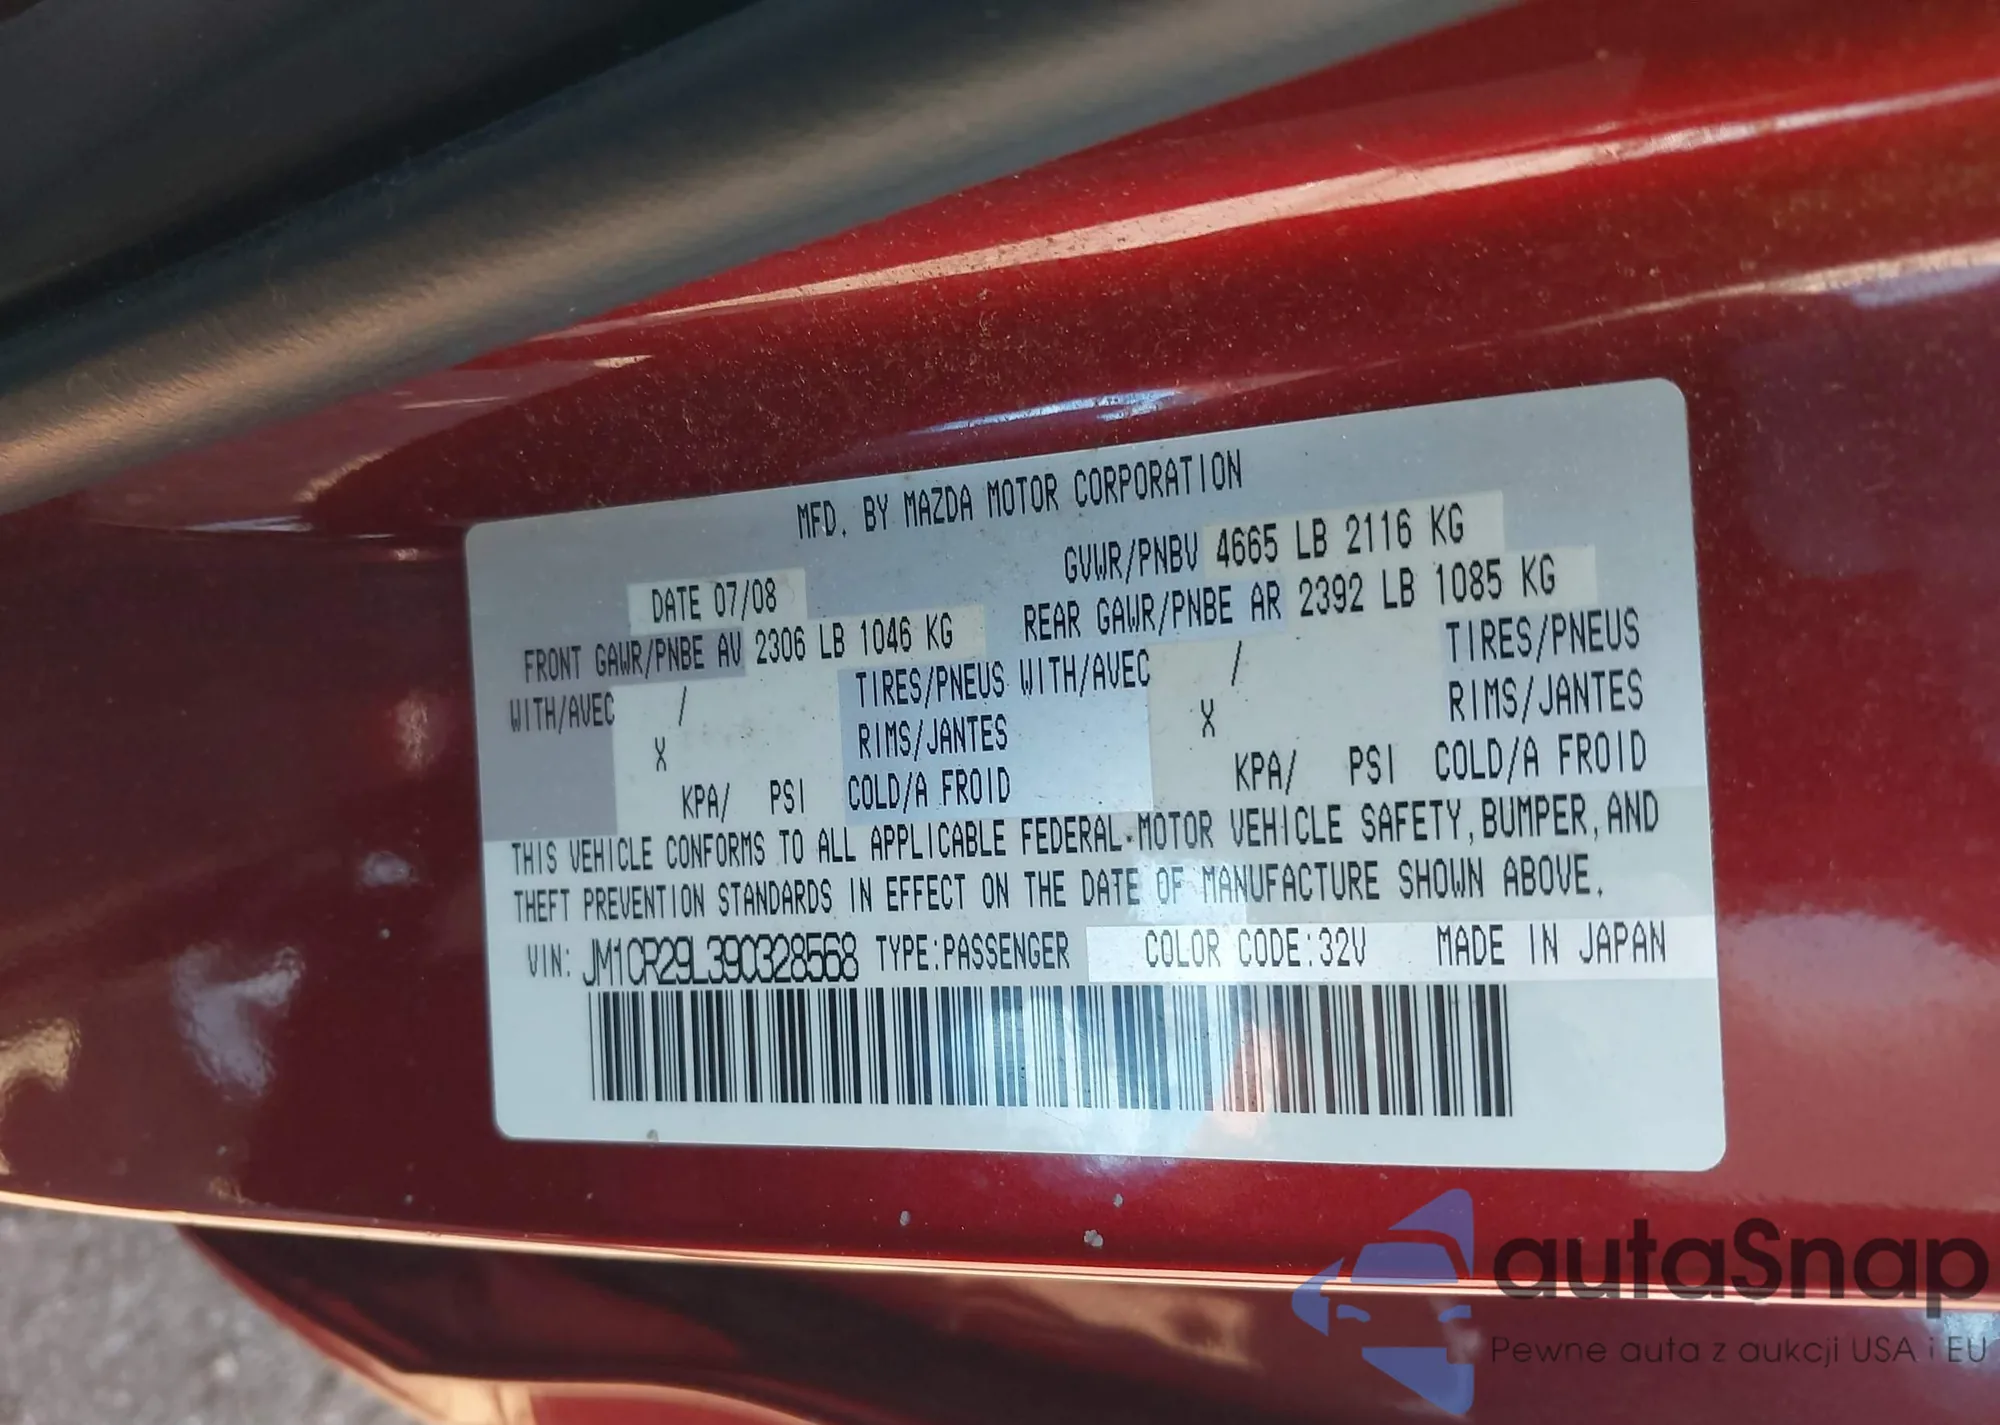 MFD. BY MAZDA MOTOR CORPORATION
DATE 07/08
GVWR/PNBV 4665 LB 2116 KG
FRONT GAWR/PNBE AV 2306 LB 1046 KG
REAR GAWR/PNBE AR 2392 LB 1085 KG
WITH/AVEC / TIRES/PNEUS WITH/AVEC / TIRES/PNEUS
X RIMS/JANTES X RIMS/JANTES
KPA/ PSI COLD/A FROID KPA/ PSI COLD/A FROID
THIS VEHICLE CONFORMS TO ALL APPLICABLE FEDERAL MOTOR VEHICLE SAFETY, BUMPER, AND
THEFT PREVENTION STANDARDS IN EFFECT ON THE DATE OF MANUFACTURE SHOWN ABOVE.
VIN: JM1CR29L390328568 TYPE:PASSENGER COLOR CODE:32V MADE IN JAPAN
autaSnap
Pewne auta z aukcji USA i EU